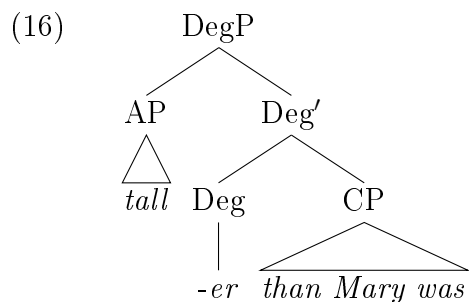 (16) DegP
AP Deg′
tall Deg CP
-er than Mary was